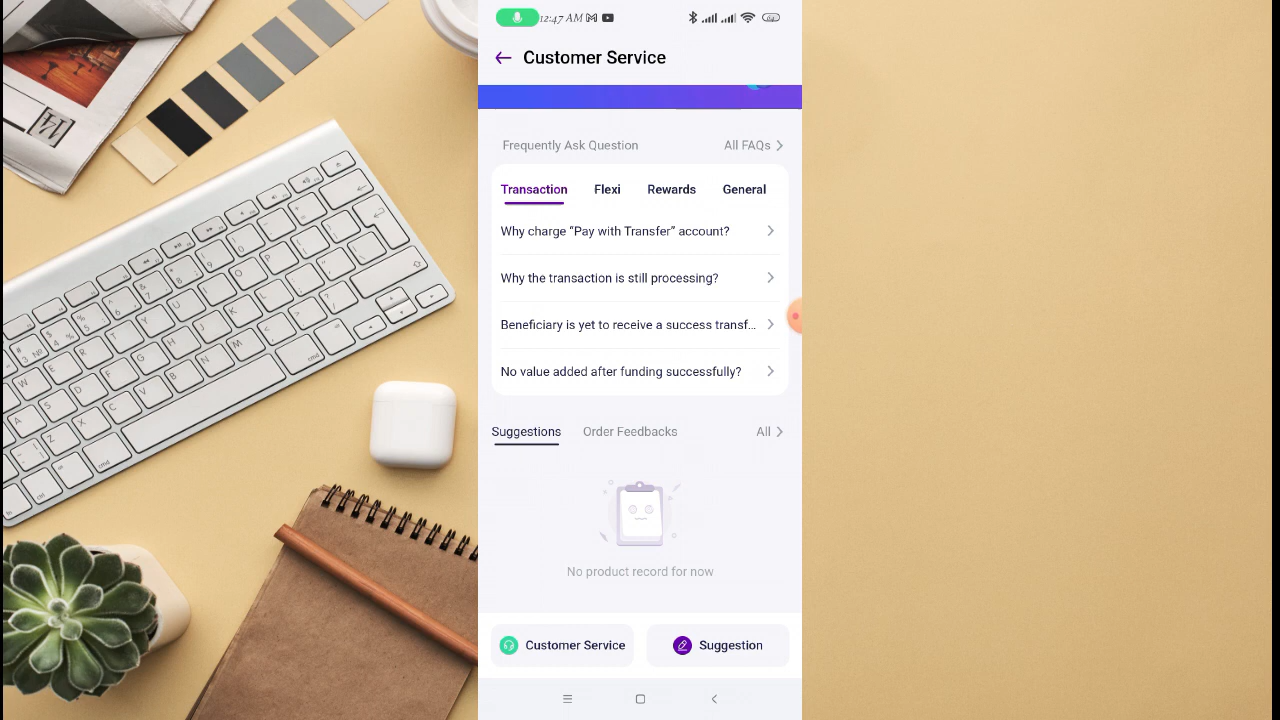 12:47 AM
64
Customer Service
Frequently Ask Question
All FAQs
Transaction
Flexi
Rewards
General
Why charge “Pay with Transfer” account?
Why the transaction is still processing?
Beneficiary is yet to receive a success transf...
No value added after funding successfully?
Suggestions
Order Feedbacks
All
No product record for now
Customer Service
Suggestion